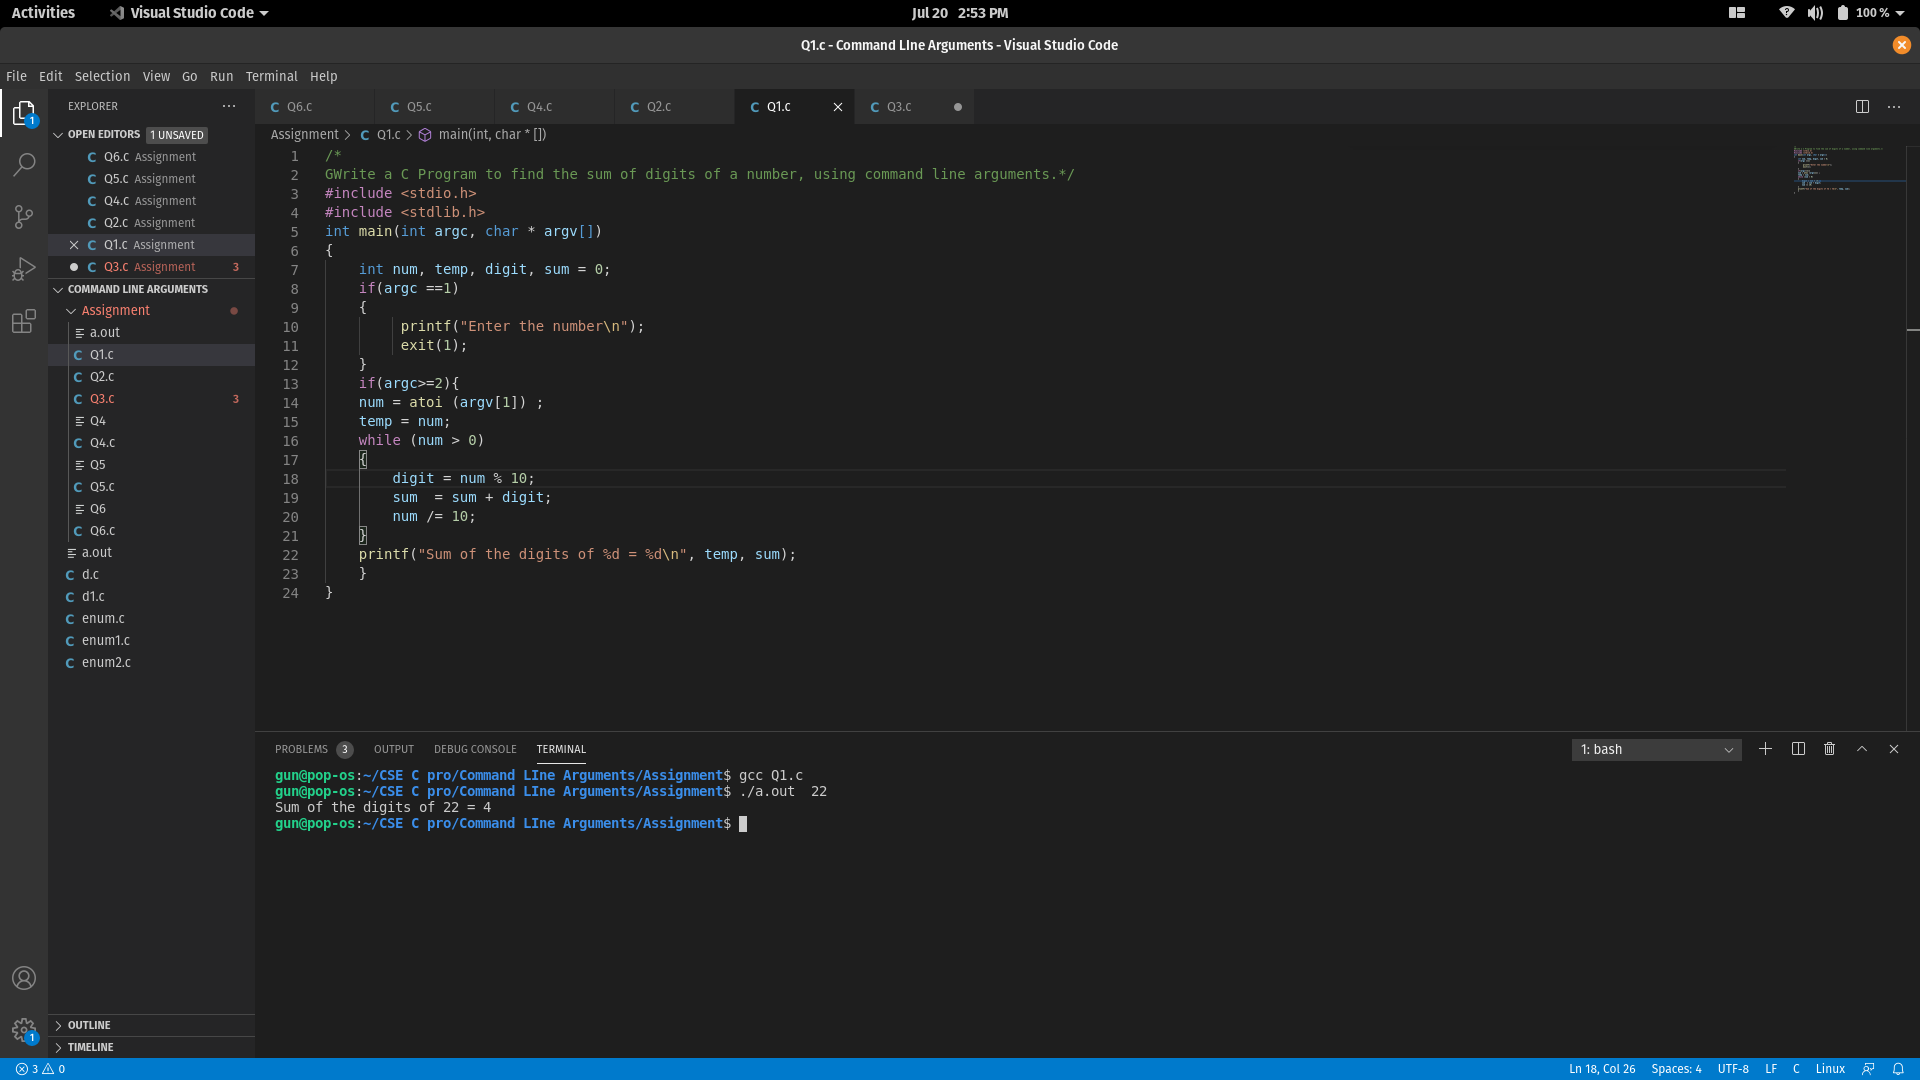 Activities Visual Studio Code Jul 20 2:53 PM 100 %
Q1.c - Command LIne Arguments - Visual Studio Code
File Edit Selection View Go Run Terminal Help
EXPLORER
OPEN EDITORS 1 UNSAVED
Q6.c Assignment
Q5.c Assignment
Q4.c Assignment
Q2.c Assignment
Q1.c Assignment
Q3.c Assignment 3
COMMAND LINE ARGUMENTS
Assignment
a.out
Q1.c
Q2.c
Q3.c 3
Q4
Q4.c
Q5
Q5.c
Q6
Q6.c
a.out
d.c
d1.c
enum.c
enum1.c
enum2.c
OUTLINE
TIMELINE
Q6.c Q5.c Q4.c Q2.c Q1.c Q3.c
Assignment > Q1.c > main(int, char * [])
1 /*
2 GWrite a C Program to find the sum of digits of a number, using command line arguments.*/
3 #include <stdio.h>
4 #include <stdlib.h>
5 int main(int argc, char * argv[])
6 {
7 int num, temp, digit, sum = 0;
8 if(argc ==1)
9 {
10 printf("Enter the number\n");
11 exit(1);
12 }
13 if(argc>=2){
14 num = atoi (argv[1]) ;
15 temp = num;
16 while (num > 0)
17 {
18 digit = num % 10;
19 sum  = sum + digit;
20 num /= 10;
21 }
22 printf("Sum of the digits of %d = %d\n", temp, sum);
23 }
24 }
PROBLEMS 3 OUTPUT DEBUG CONSOLE TERMINAL 1: bash
gun@pop-os:~/CSE C pro/Command LIne Arguments/Assignment$ gcc Q1.c
gun@pop-os:~/CSE C pro/Command LIne Arguments/Assignment$ ./a.out  22
Sum of the digits of 22 = 4
gun@pop-os:~/CSE C pro/Command LIne Arguments/Assignment$
1
1
3 0 Ln 18, Col 26 Spaces: 4 UTF-8 LF C Linux